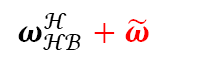 𝝎^ℋ_ℋℬ + 𝝎̃